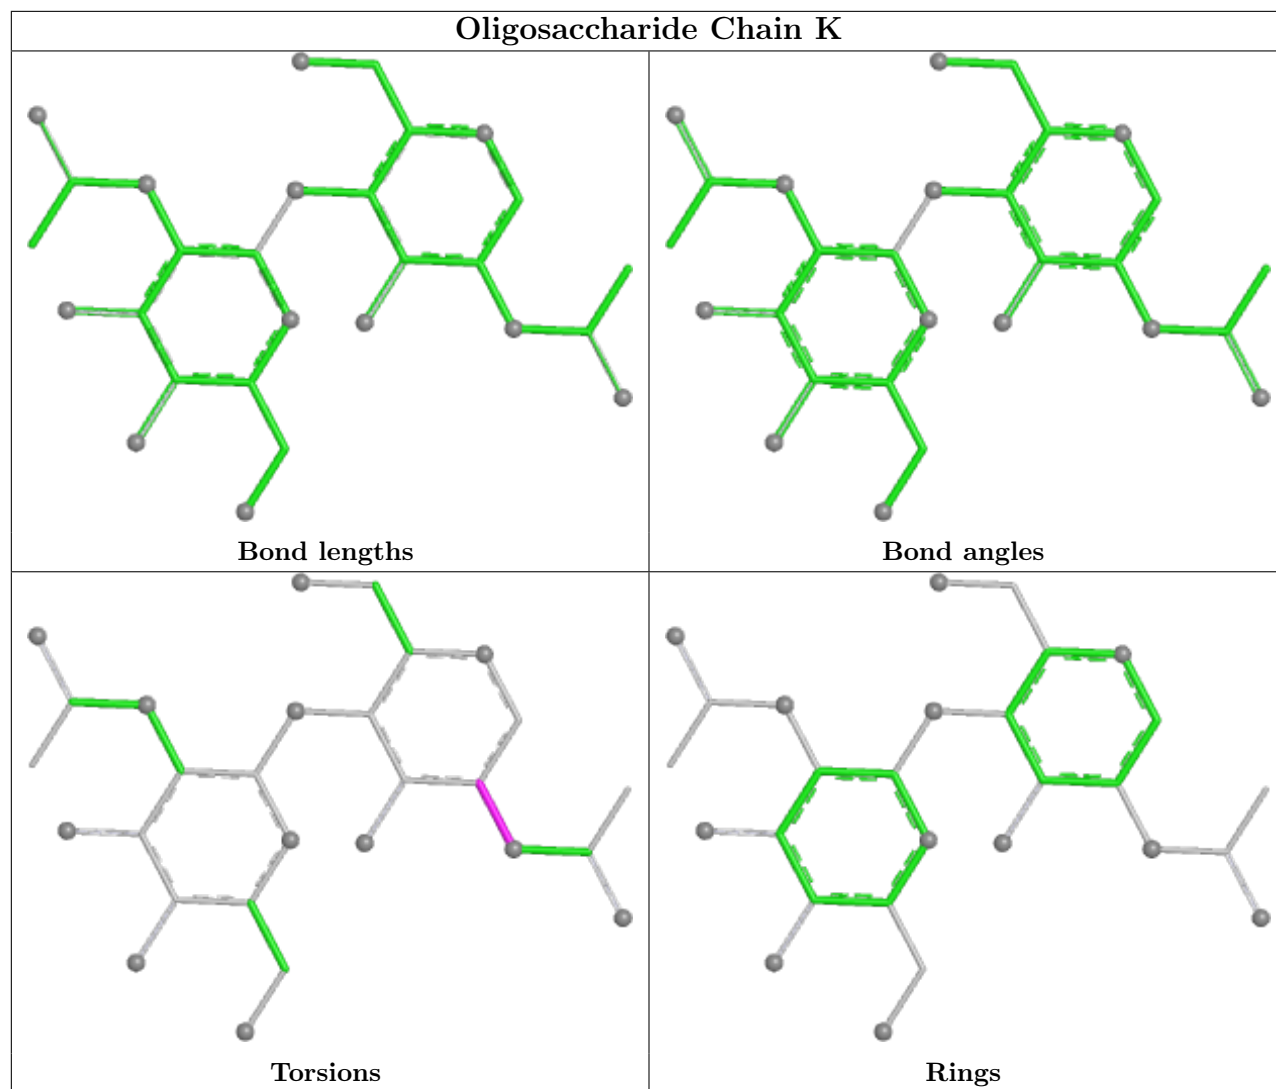 Oligosaccharide Chain K
Bond lengths
Bond angles
Torsions
Rings